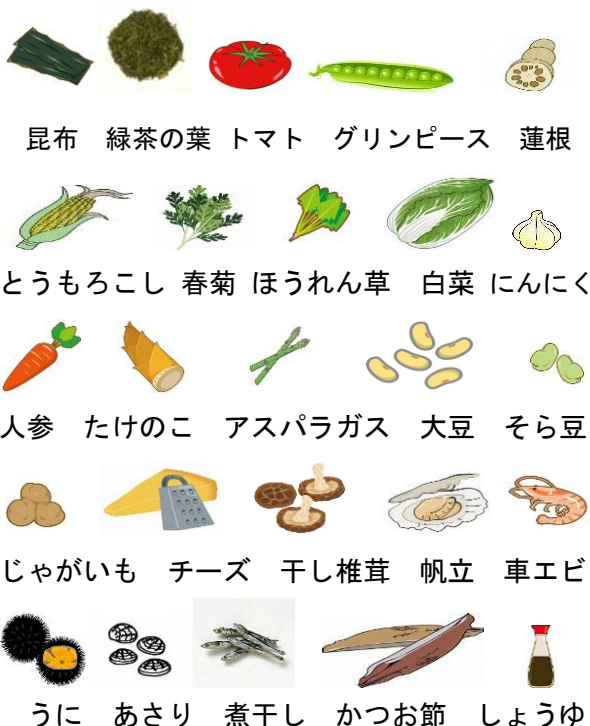 昆布 緑茶の葉 トマト グリンピース 蓮根
とうもろこし 春菊 ほうれん草 白菜 にんにく
人参 たけのこ アスパラガス 大豆 そら豆
じゃがいも チーズ 干し椎茸 帆立 車エビ
うに あさり 煮干し かつお節 しょうゆ